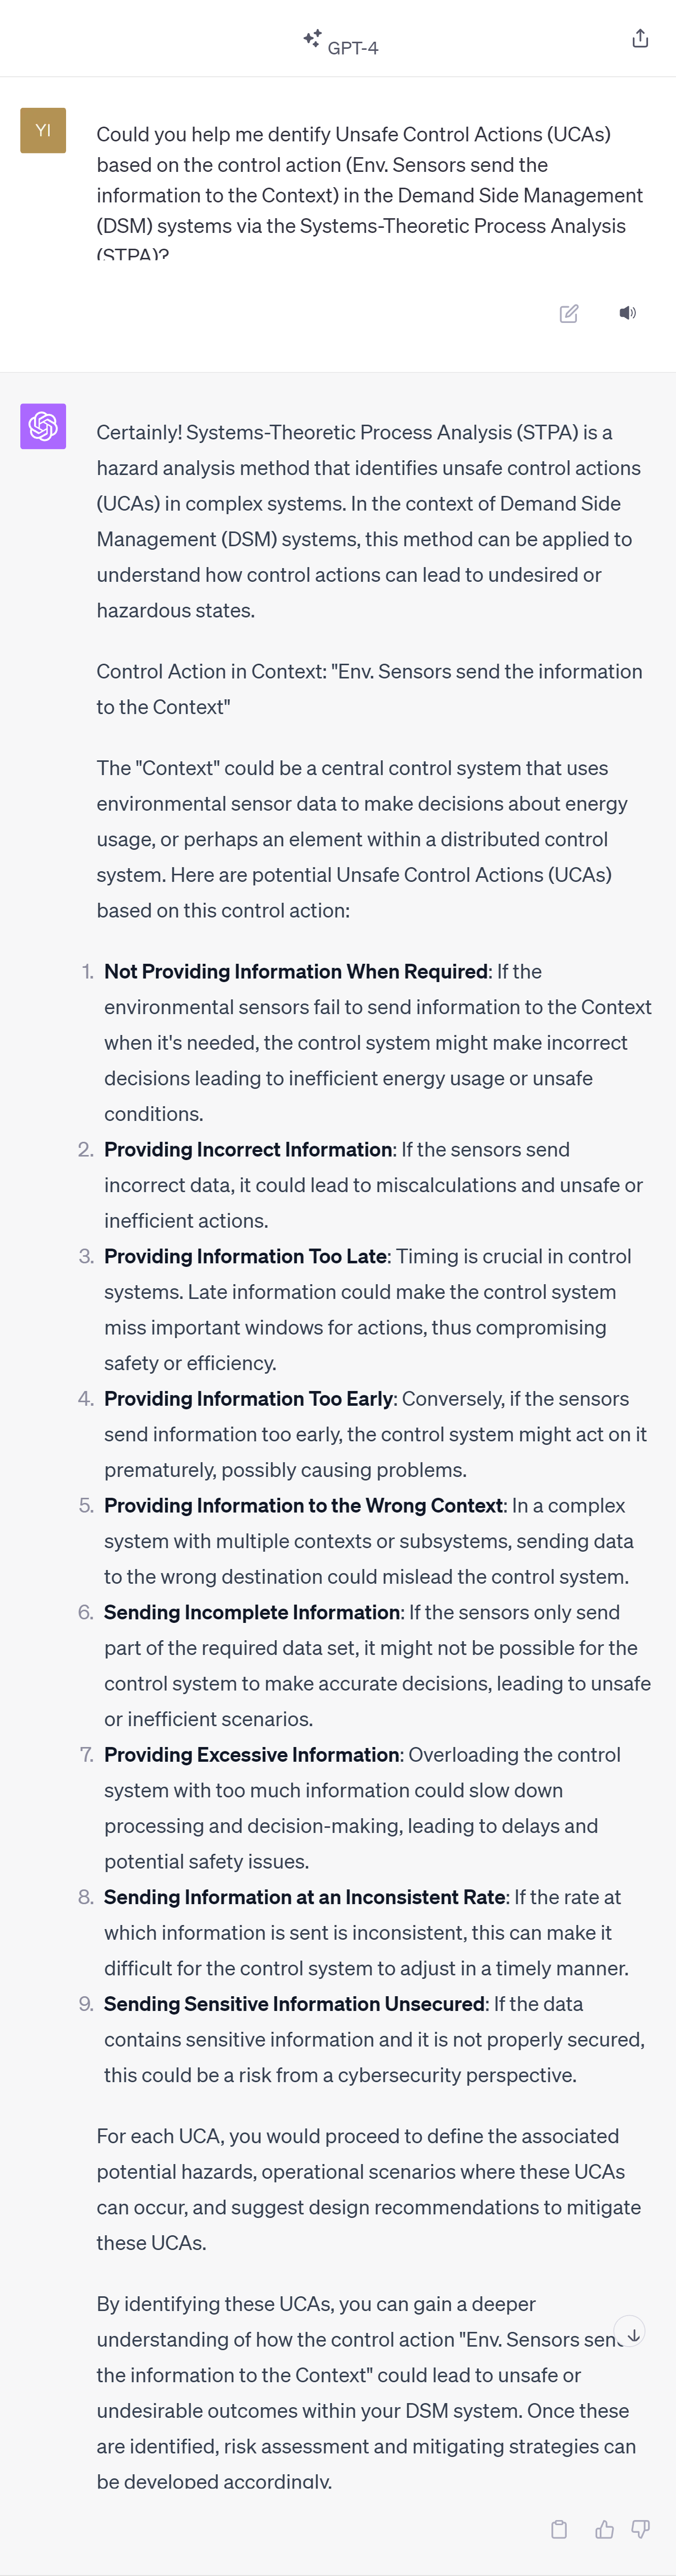 GPT-4
YI
Could you help me dentify Unsafe Control Actions (UCAs)
based on the control action (Env. Sensors send the
information to the Context) in the Demand Side Management
(DSM) systems via the Systems-Theoretic Process Analysis
(STPA)?
Certainly! Systems-Theoretic Process Analysis (STPA) is a
hazard analysis method that identifies unsafe control actions
(UCAs) in complex systems. In the context of Demand Side
Management (DSM) systems, this method can be applied to
understand how control actions can lead to undesired or
hazardous states.
Control Action in Context: "Env. Sensors send the information
to the Context"
The "Context" could be a central control system that uses
environmental sensor data to make decisions about energy
usage, or perhaps an element within a distributed control
system. Here are potential Unsafe Control Actions (UCAs)
based on this control action:
1. Not Providing Information When Required: If the
environmental sensors fail to send information to the Context
when it's needed, the control system might make incorrect
decisions leading to inefficient energy usage or unsafe
conditions.
2. Providing Incorrect Information: If the sensors send
incorrect data, it could lead to miscalculations and unsafe or
inefficient actions.
3. Providing Information Too Late: Timing is crucial in control
systems. Late information could make the control system
miss important windows for actions, thus compromising
safety or efficiency.
4. Providing Information Too Early: Conversely, if the sensors
send information too early, the control system might act on it
prematurely, possibly causing problems.
5. Providing Information to the Wrong Context: In a complex
system with multiple contexts or subsystems, sending data
to the wrong destination could mislead the control system.
6. Sending Incomplete Information: If the sensors only send
part of the required data set, it might not be possible for the
control system to make accurate decisions, leading to unsafe
or inefficient scenarios.
7. Providing Excessive Information: Overloading the control
system with too much information could slow down
processing and decision-making, leading to delays and
potential safety issues.
8. Sending Information at an Inconsistent Rate: If the rate at
which information is sent is inconsistent, this can make it
difficult for the control system to adjust in a timely manner.
9. Sending Sensitive Information Unsecured: If the data
contains sensitive information and it is not properly secured,
this could be a risk from a cybersecurity perspective.
For each UCA, you would proceed to define the associated
potential hazards, operational scenarios where these UCAs
can occur, and suggest design recommendations to mitigate
these UCAs.
By identifying these UCAs, you can gain a deeper
understanding of how the control action "Env. Sensors send
the information to the Context" could lead to unsafe or
undesirable outcomes within your DSM system. Once these
are identified, risk assessment and mitigating strategies can
be developed accordingly.